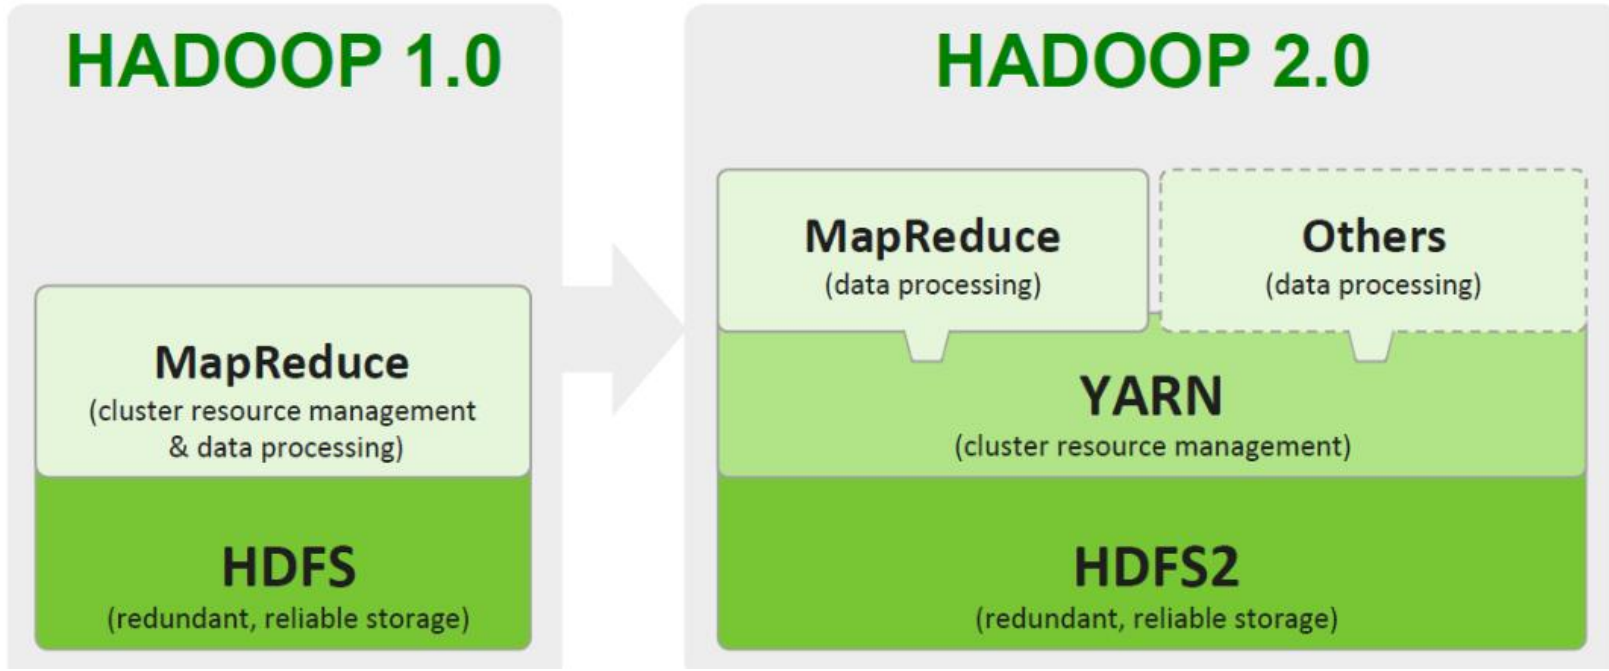 HADOOP 1.0
MapReduce
(cluster resource management
& data processing)
HDFS
(redundant, reliable storage)
HADOOP 2.0
MapReduce
(data processing)
Others
(data processing)
YARN
(cluster resource management)
HDFS2
(redundant, reliable storage)